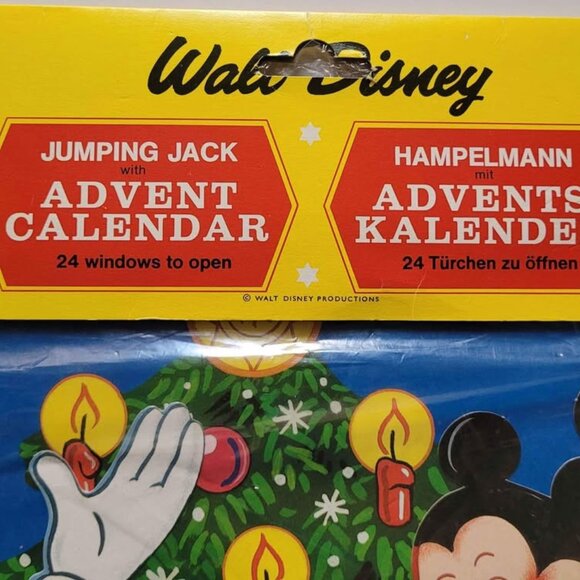 Walt Disney
JUMPING JACK
with
ADVENT
CALENDAR
24 windows to open
HAMPELMANN
mit
ADVENTS
KALENDE
24 Türchen zu öffnen
© WALT DISNEY PRODUCTIONS